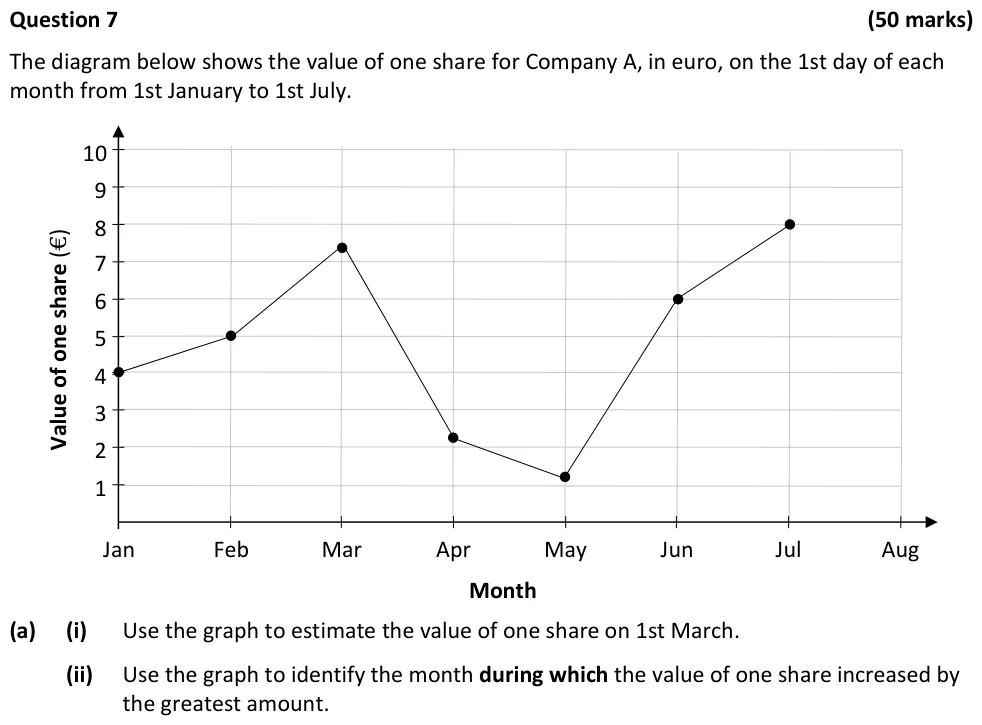 Question 7 (50 marks)
The diagram below shows the value of one share for Company A, in euro, on the 1st day of each
month from 1st January to 1st July.
10
9
8
7
6
5
4
3
2
1
Value of one share (€)
Jan Feb Mar Apr May Jun Jul Aug
Month
(a) (i) Use the graph to estimate the value of one share on 1st March.
(ii) Use the graph to identify the month during which the value of one share increased by
the greatest amount.